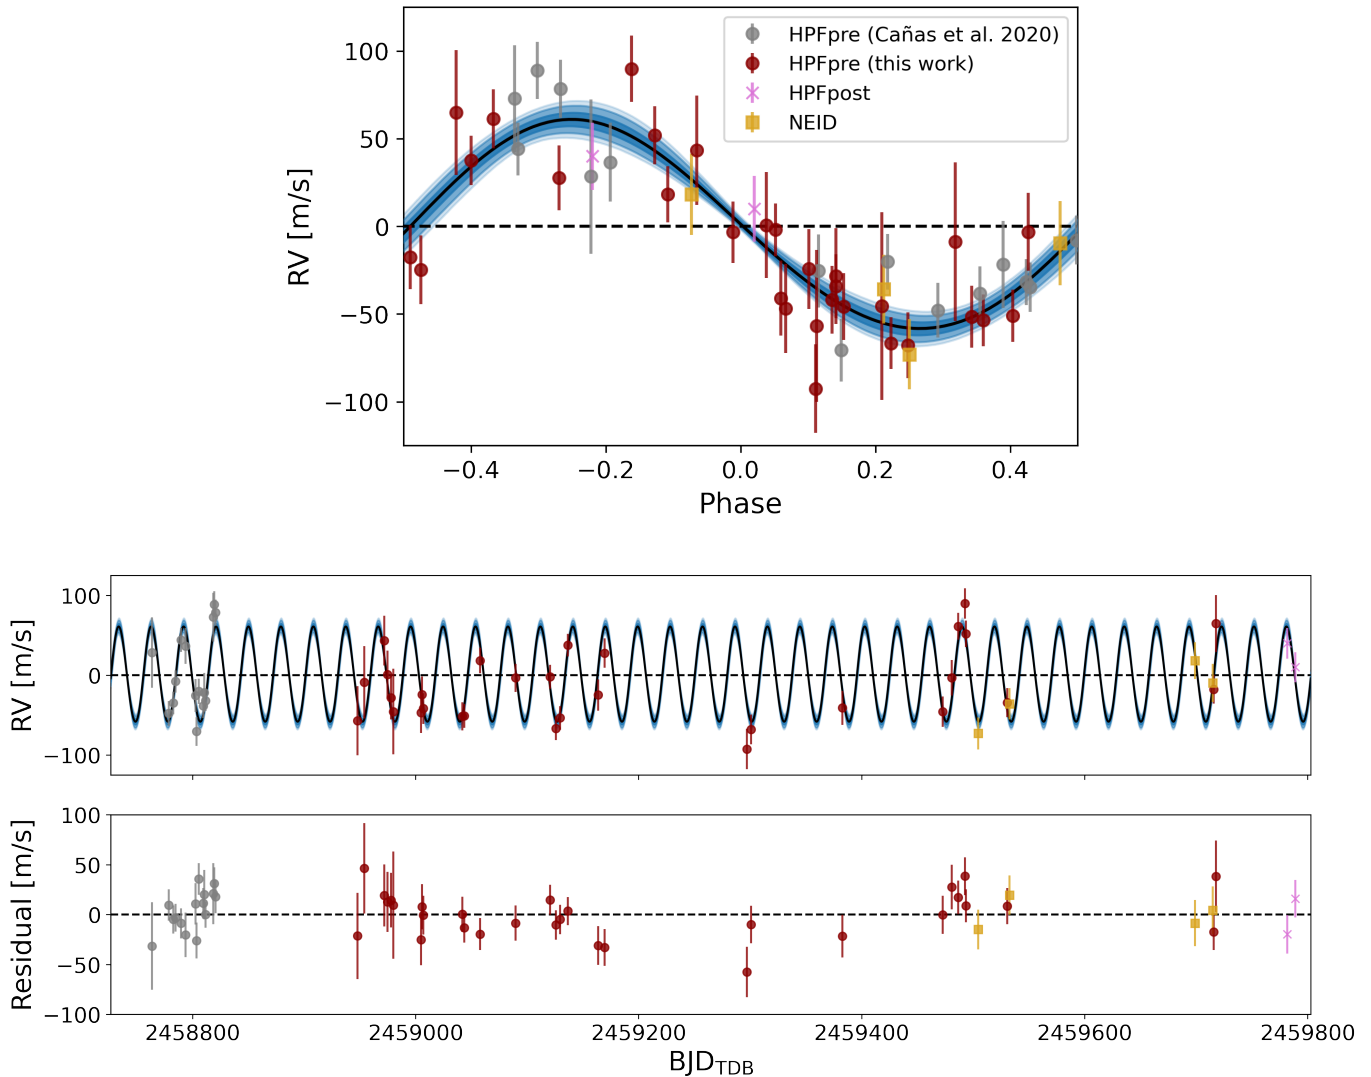 HPFpre (Cañas et al. 2020)
HPFpre (this work)
HPFpost
NEID
100
50
0
−50
−100
RV [m/s]
−0.4 −0.2 0.0 0.2 0.4
Phase
100
0
−100
RV [m/s]
100
50
0
−50
−100
Residual [m/s]
2458800 2459000 2459200 2459400 2459600 2459800
BJD_TDB